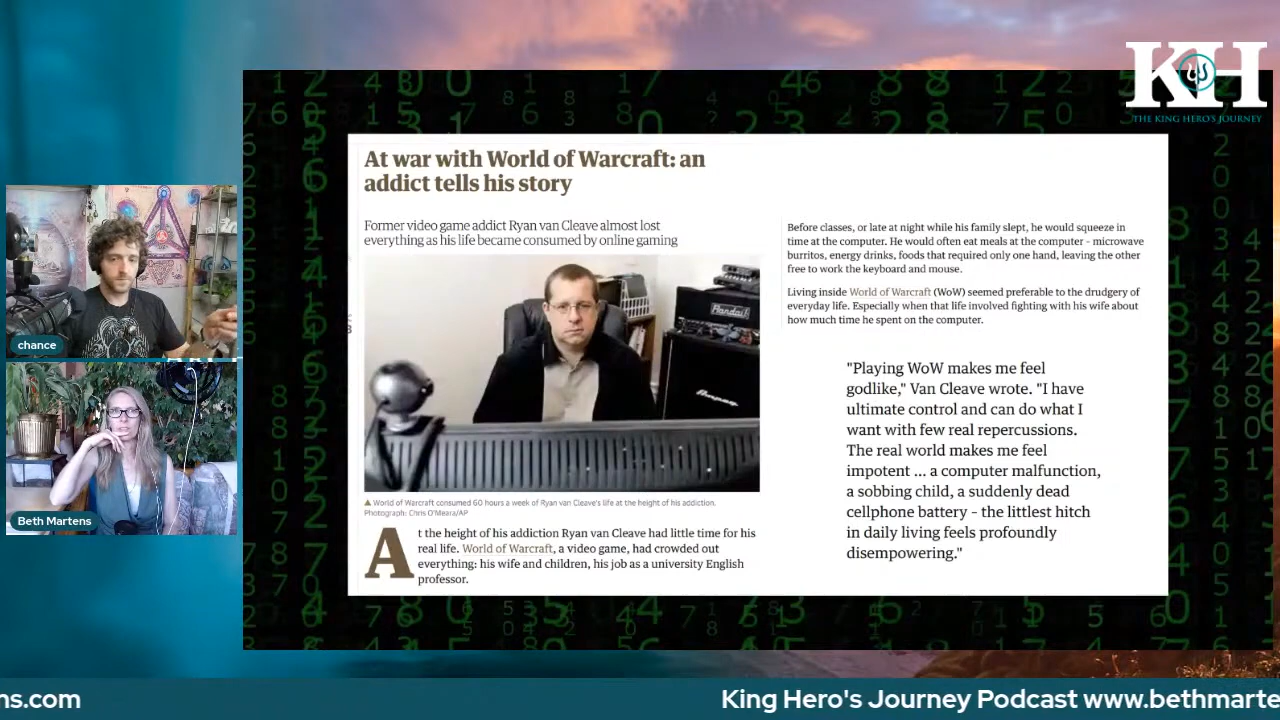 KH
THE KING HERO'S JOURNEY
At war with World of Warcraft: an
addict tells his story
Former video game addict Ryan van Cleave almost lost
everything as his life became consumed by online gaming
Randall
Ampeg
▲ World of Warcraft consumed 60 hours a week of Ryan van Cleave's life at the height of his addiction.
Photograph: Chris O'Meara/AP
At the height of his addiction Ryan van Cleave had little time for his
real life. World of Warcraft, a video game, had crowded out
everything: his wife and children, his job as a university English
professor.
Before classes, or late at night while his family slept, he would squeeze in
time at the computer. He would often eat meals at the computer – microwave
burritos, energy drinks, foods that required only one hand, leaving the other
free to work the keyboard and mouse.
Living inside World of Warcraft (WoW) seemed preferable to the drudgery of
everyday life. Especially when that life involved fighting with his wife about
how much time he spent on the computer.
"Playing WoW makes me feel
godlike," Van Cleave wrote. "I have
ultimate control and can do what I
want with few real repercussions.
The real world makes me feel
impotent ... a computer malfunction,
a sobbing child, a suddenly dead
cellphone battery – the littlest hitch
in daily living feels profoundly
disempowering."
chance
Beth Martens
ns.com
King Hero's Journey Podcast www.bethmarte